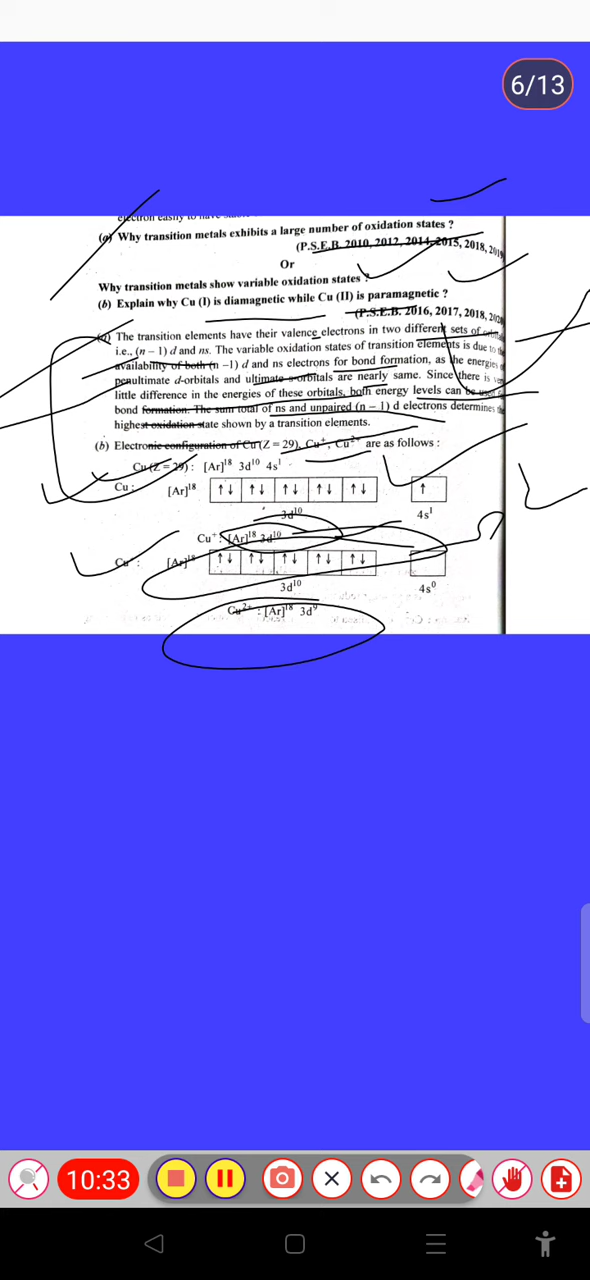 6/13
electron easily to have
(a) Why transition metals exhibits a large number of oxidation states ?
(P.S.E.B. 2010, 2012, 2014, 2015, 2018, 2019
Or
Why transition metals show variable oxidation states ?
(b) Explain why Cu (I) is diamagnetic while Cu (II) is paramagnetic ?
(P.S.E.B. 2016, 2017, 2018, 2020
(a) The transition elements have their valence electrons in two different sets of orbitals
i.e., (n – 1) d and ns. The variable oxidation states of transition elements is due to the
availability of both (n –1) d and ns electrons for bond formation, as the energies of
penultimate d-orbitals and ultimate s-orbitals are nearly same. Since there is very
little difference in the energies of these orbitals, both energy levels can be used for
bond formation. The sum total of ns and unpaired (n – 1) d electrons determines the
highest oxidation state shown by a transition elements.
(b) Electronic configuration of Cu (Z = 29), Cu⁺, Cu²⁺ are as follows :
Cu (Z = 29) : [Ar]¹⁸ 3d¹⁰ 4s¹
Cu : [Ar]¹⁸ ↑↓ ↑↓ ↑↓ ↑↓ ↑↓ ↑
3d¹⁰ 4s¹
Cu⁺ : [Ar]¹⁸ 3d¹⁰
Cu⁺ : [Ar]¹⁸ ↑↓ ↑↓ ↑↓ ↑↓ ↑↓
3d¹⁰ 4s⁰
Cu²⁺ : [Ar]¹⁸ 3d⁹
10:33